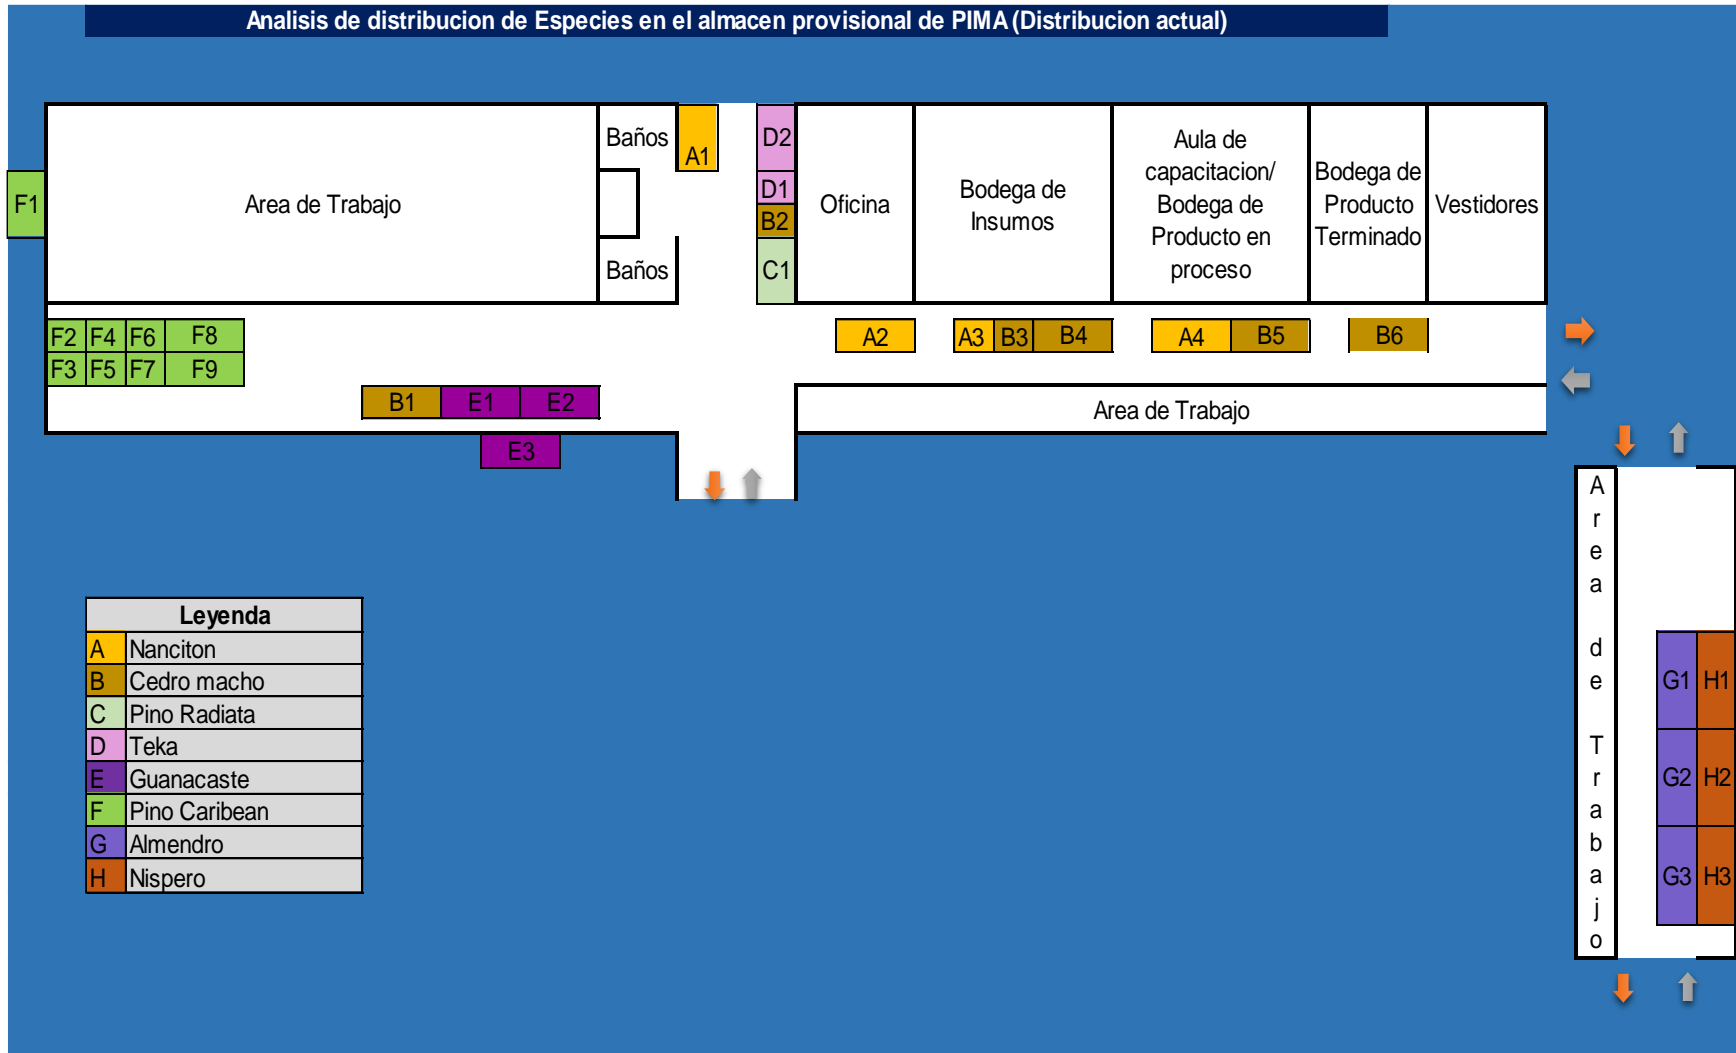 Analisis de distribucion de Especies en el almacen provisional de PIMA (Distribucion actual)
F1
Area de Trabajo
Baños
Baños
A1
D2
D1
B2
C1
Oficina
Bodega de
Insumos
Aula de
capacitacion/
Bodega de
Producto en
proceso
Bodega de
Producto
Terminado
Vestidores
F2 F4 F6 F8
F3 F5 F7 F9
A2
A3 B3 B4
A4 B5
B6
B1 E1 E2
E3
Area de Trabajo
Leyenda
A Nanciton
B Cedro macho
C Pino Radiata
D Teka
E Guanacaste
F Pino Caribean
G Almendro
H Nispero
A
r
e
a
d
e
T
r
a
b
a
j
o
G1 H1
G2 H2
G3 H3